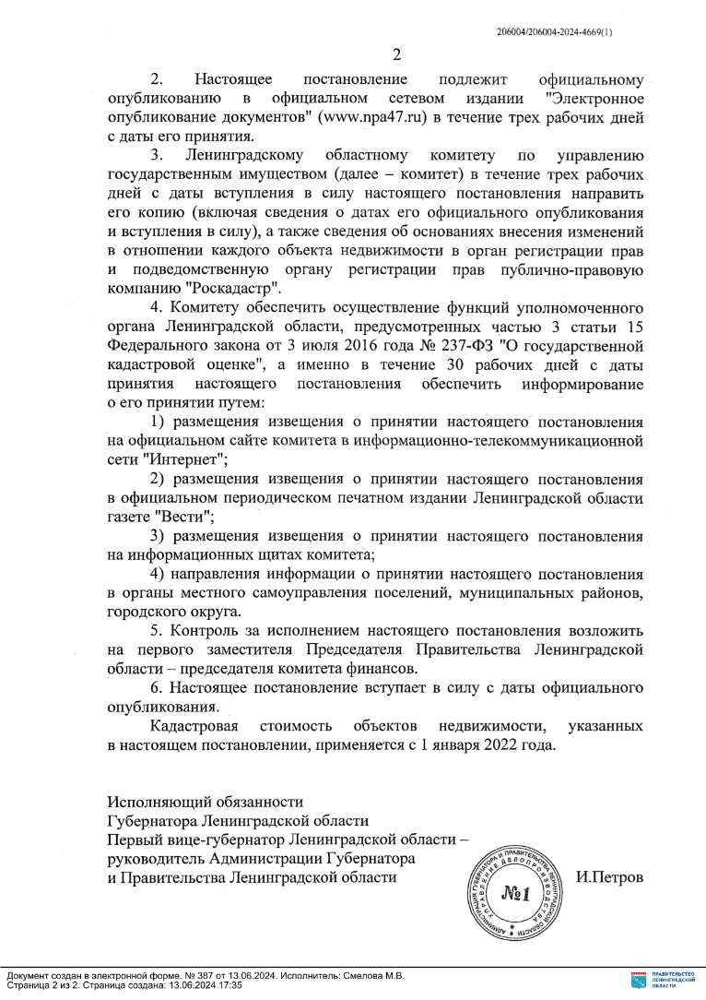 206004/206004-2024-4669(1)
2
2. Настоящее постановление подлежит официальному
опубликованию в официальном сетевом издании "Электронное
опубликование документов" (www.npa47.ru) в течение трех рабочих дней
с даты его принятия.
3. Ленинградскому областному комитету по управлению
государственным имуществом (далее – комитет) в течение трех рабочих
дней с даты вступления в силу настоящего постановления направить
его копию (включая сведения о датах его официального опубликования
и вступления в силу), а также сведения об основаниях внесения изменений
в отношении каждого объекта недвижимости в орган регистрации прав
и подведомственную органу регистрации прав публично-правовую
компанию "Роскадастр".
4. Комитету обеспечить осуществление функций уполномоченного
органа Ленинградской области, предусмотренных частью 3 статьи 15
Федерального закона от 3 июля 2016 года № 237-ФЗ "О государственной
кадастровой оценке", а именно в течение 30 рабочих дней с даты
принятия настоящего постановления обеспечить информирование
о его принятии путем:
1) размещения извещения о принятии настоящего постановления
на официальном сайте комитета в информационно-телекоммуникационной
сети "Интернет";
2) размещения извещения о принятии настоящего постановления
в официальном периодическом печатном издании Ленинградской области
газете "Вести";
3) размещения извещения о принятии настоящего постановления
на информационных щитах комитета;
4) направления информации о принятии настоящего постановления
в органы местного самоуправления поселений, муниципальных районов,
городского округа.
5. Контроль за исполнением настоящего постановления возложить
на первого заместителя Председателя Правительства Ленинградской
области – председателя комитета финансов.
6. Настоящее постановление вступает в силу с даты официального
опубликования.
Кадастровая стоимость объектов недвижимости, указанных
в настоящем постановлении, применяется с 1 января 2022 года.
Исполняющий обязанности
Губернатора Ленинградской области
Первый вице-губернатор Ленинградской области –
руководитель Администрации Губернатора
и Правительства Ленинградской области
И.Петров
АДМИНИСТРАЦИЯ ГУБЕРНАТОРА И ПРАВИТЕЛЬСТВА ЛЕНИНГРАДСКОЙ ОБЛАСТИ
УПРАВЛЕНИЕ ДЕЛОПРОИЗВОДСТВА
№1
Документ создан в электронной форме. № 387 от 13.06.2024. Исполнитель: Смелова М.В.
Страница 2 из 2. Страница создана: 13.06.2024 17:35
ПРАВИТЕЛЬСТВО
ЛЕНИНГРАДСКОЙ
ОБЛАСТИ